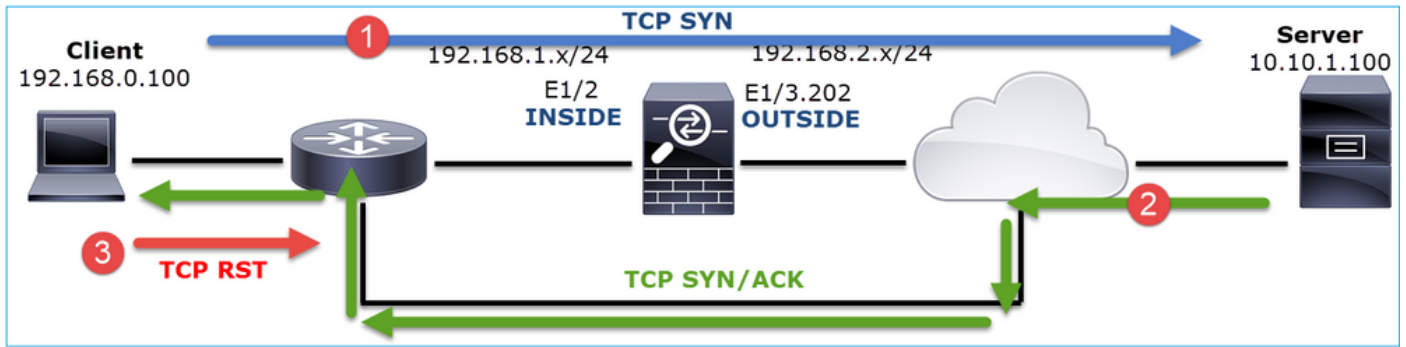 TCP SYN
1
Client
192.168.0.100
192.168.1.x/24
192.168.2.x/24
Server
10.10.1.100
E1/2
INSIDE
E1/3.202
OUTSIDE
2
3
TCP RST
TCP SYN/ACK